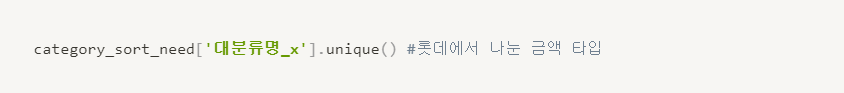 category_sort_need['대분류명_x'].unique() #롯데에서 나눈 금액 타입